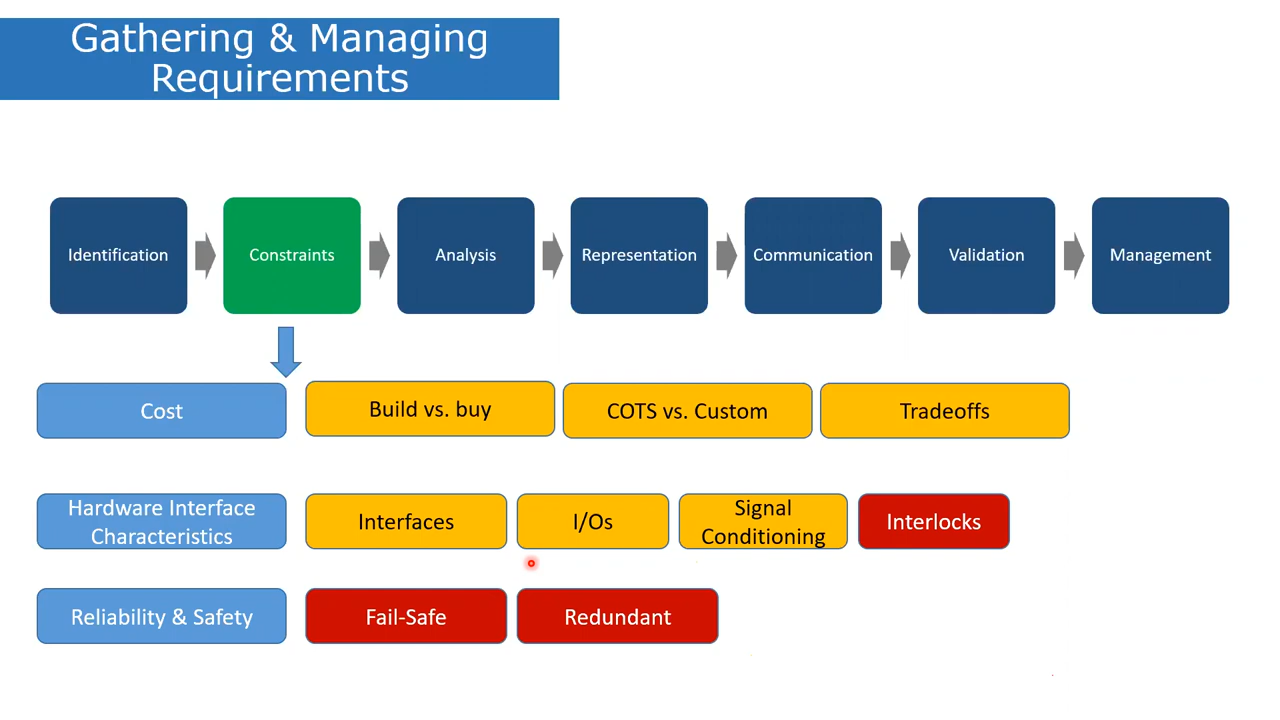 Gathering & Managing
Requirements
Identification
Constraints
Analysis
Representation
Communication
Validation
Management
Cost
Build vs. buy
COTS vs. Custom
Tradeoffs
Hardware Interface
Characteristics
Interfaces
I/Os
Signal
Conditioning
Interlocks
Reliability & Safety
Fail-Safe
Redundant